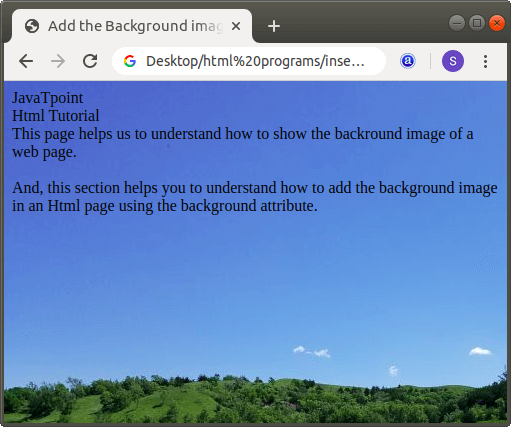 Add the Background imag
Desktop/html%20programs/inse...
a
S
JavaTpoint
Html Tutorial
This page helps us to understand how to show the backround image of a
web page.
And, this section helps you to understand how to add the background image
in an Html page using the background attribute.